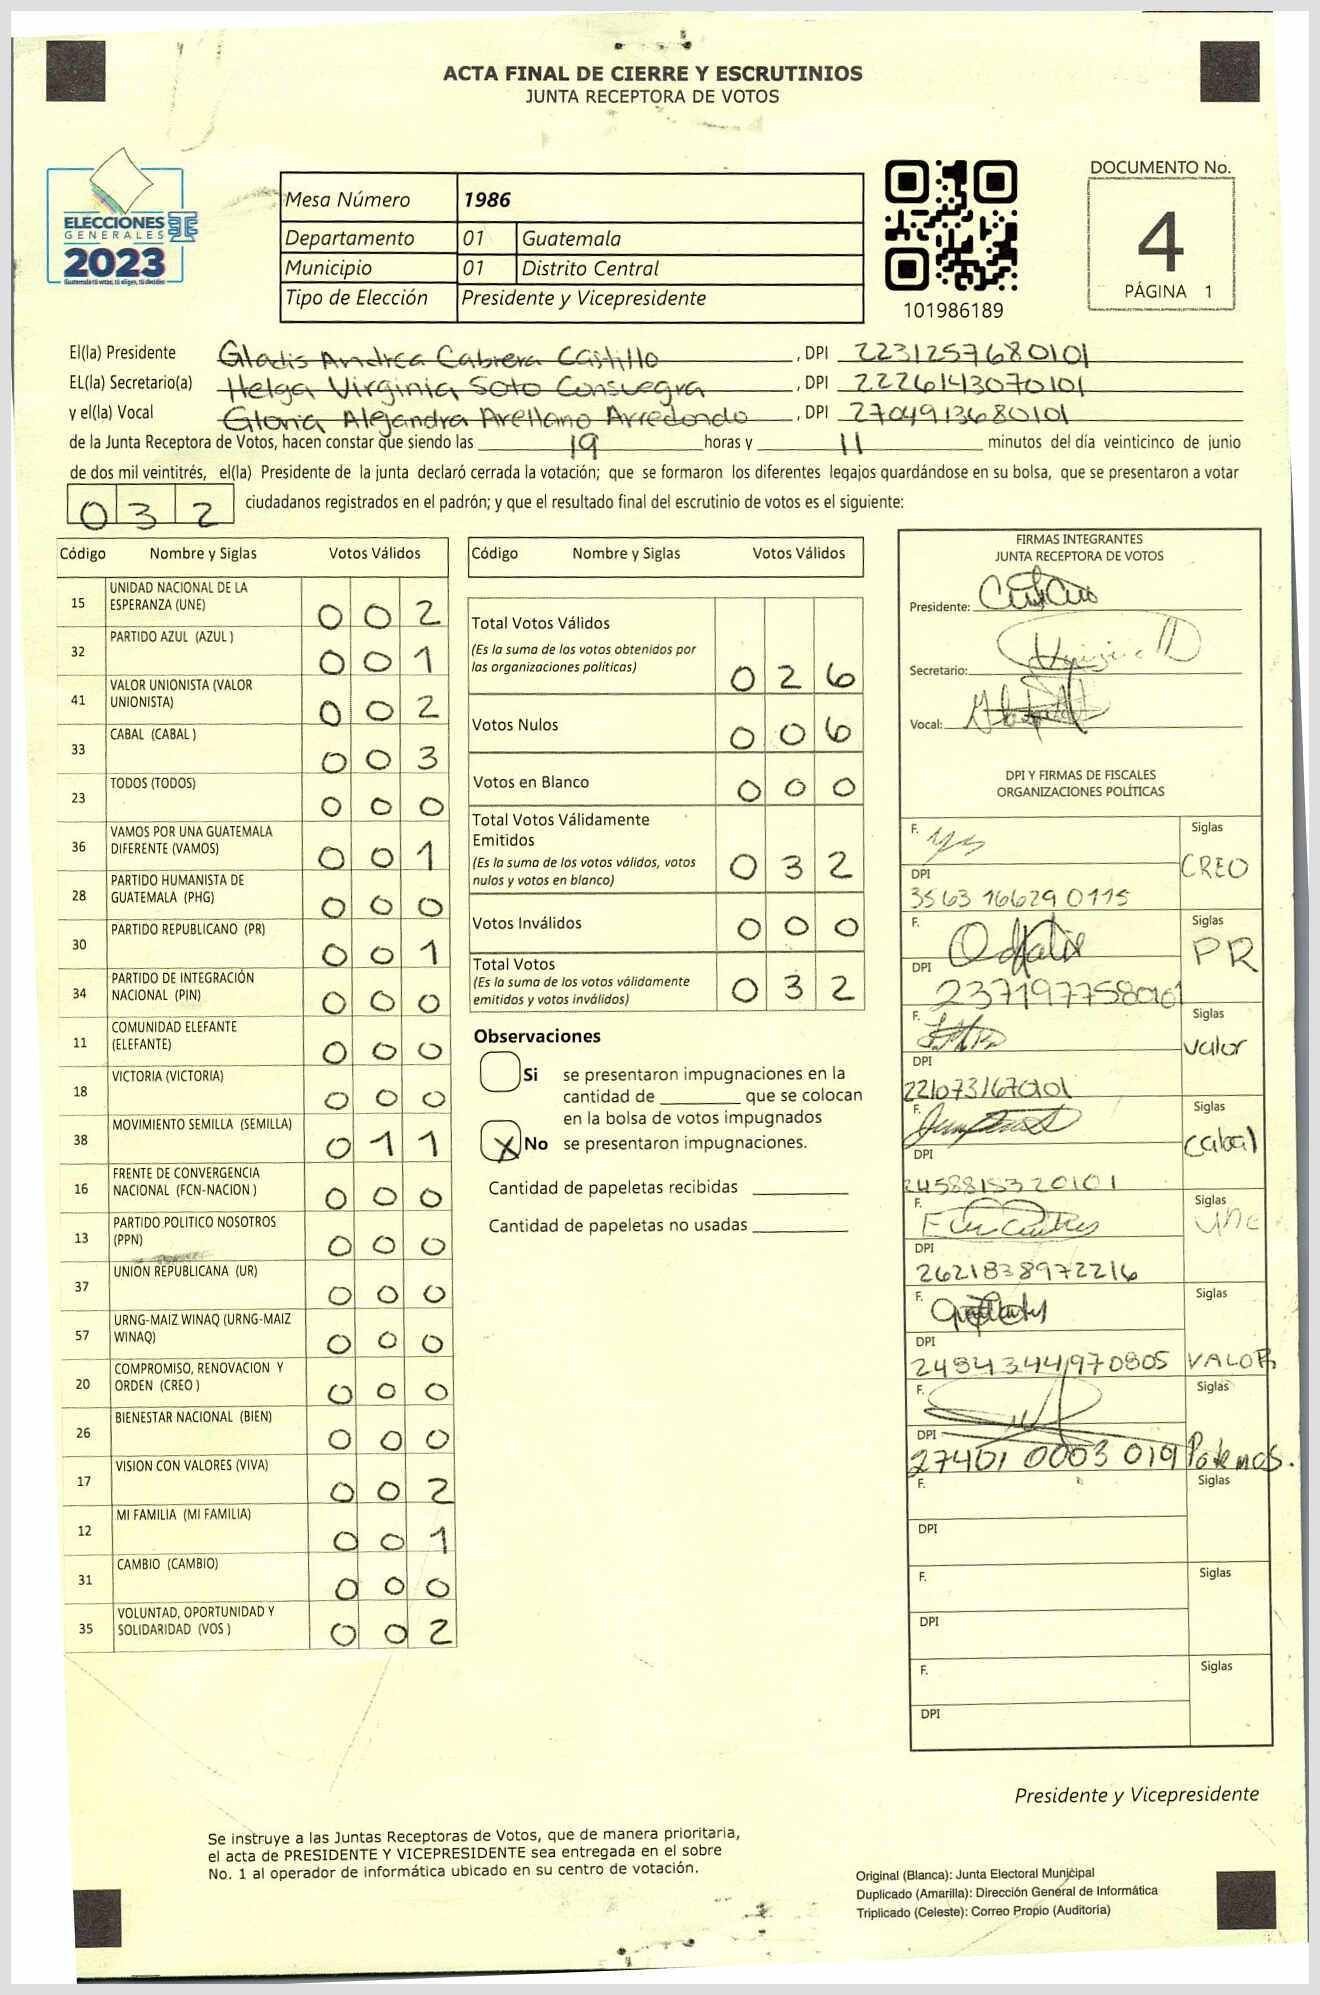 ACTA FINAL DE CIERRE Y ESCRUTINIOS
JUNTA RECEPTORA DE VOTOS
ELECCIONES
GENERALES
2023
Guatemala tú votas, tú eliges, tú decides
Mesa Número 1986
Departamento 01 Guatemala
Municipio 01 Distrito Central
Tipo de Elección Presidente y Vicepresidente
101986189
DOCUMENTO No.
4
PÁGINA 1
El(la) Presidente Gladis Andrea Cabrera Castillo , DPI 2231257680101
EL(la) Secretario(a) Helga Virginia Soto Consuegra , DPI 2226143070101
y el(la) Vocal Gloria Alejandra Arellano Arredondo , DPI 2704913680101
de la Junta Receptora de Votos, hacen constar que siendo las 19 horas y 11 minutos del día veinticinco de junio
de dos mil veintitrés, el(la) Presidente de la junta declaró cerrada la votación; que se formaron los diferentes legajos guardándose en su bolsa, que se presentaron a votar
032 ciudadanos registrados en el padrón; y que el resultado final del escrutinio de votos es el siguiente:
Código Nombre y Siglas Votos Válidos
15 UNIDAD NACIONAL DE LA ESPERANZA (UNE) 0 0 2
32 PARTIDO AZUL (AZUL ) 0 0 1
41 VALOR UNIONISTA (VALOR UNIONISTA) 0 0 2
33 CABAL (CABAL ) 0 0 3
23 TODOS (TODOS) 0 0 0
36 VAMOS POR UNA GUATEMALA DIFERENTE (VAMOS) 0 0 1
28 PARTIDO HUMANISTA DE GUATEMALA (PHG) 0 0 0
30 PARTIDO REPUBLICANO (PR) 0 0 1
34 PARTIDO DE INTEGRACIÓN NACIONAL (PIN) 0 0 0
11 COMUNIDAD ELEFANTE (ELEFANTE) 0 0 0
18 VICTORIA (VICTORIA) 0 0 0
38 MOVIMIENTO SEMILLA (SEMILLA) 0 1 1
16 FRENTE DE CONVERGENCIA NACIONAL (FCN-NACION ) 0 0 0
13 PARTIDO POLITICO NOSOTROS (PPN) 0 0 0
37 UNION REPUBLICANA (UR) 0 0 0
57 URNG-MAIZ WINAQ (URNG-MAIZ WINAQ) 0 0 0
20 COMPROMISO, RENOVACION Y ORDEN (CREO ) 0 0 0
26 BIENESTAR NACIONAL (BIEN) 0 0 0
17 VISION CON VALORES (VIVA) 0 0 2
12 MI FAMILIA (MI FAMILIA) 0 0 1
31 CAMBIO (CAMBIO) 0 0 0
35 VOLUNTAD, OPORTUNIDAD Y SOLIDARIDAD (VOS ) 0 0 2
Código Nombre y Siglas Votos Válidos
Total Votos Válidos
(Es la suma de los votos obtenidos por
las organizaciones políticas) 0 2 6
Votos Nulos 0 0 6
Votos en Blanco 0 0 0
Total Votos Válidamente
Emitidos
(Es la suma de los votos válidos, votos
nulos y votos en blanco) 0 3 2
Votos Inválidos 0 0 0
Total Votos
(Es la suma de los votos válidamente
emitidos y votos inválidos) 0 3 2
Observaciones
Si se presentaron impugnaciones en la
cantidad de ________ que se colocan
en la bolsa de votos impugnados
X No se presentaron impugnaciones.
Cantidad de papeletas recibidas
Cantidad de papeletas no usadas
FIRMAS INTEGRANTES
JUNTA RECEPTORA DE VOTOS
Presidente:
Secretario:
Vocal:
DPI Y FIRMAS DE FISCALES
ORGANIZACIONES POLÍTICAS
F. Siglas
CREO
DPI
3563 16629 0115
F. Siglas
PR
DPI
2371977580101
F. Siglas
Valor
DPI
2210731670101
F. Siglas
Cabal
DPI
2458815320101
F. Siglas
UNE
DPI
2621838972216
F. Siglas
DPI
2484344970805 VALOR
F. Siglas
DPI
27401 0003 019 Podemos.
F. Siglas
DPI
F. Siglas
DPI
F. Siglas
DPI
Presidente y Vicepresidente
Se instruye a las Juntas Receptoras de Votos, que de manera prioritaria,
el acta de PRESIDENTE Y VICEPRESIDENTE sea entregada en el sobre
No. 1 al operador de informática ubicado en su centro de votación.
Original (Blanca): Junta Electoral Municipal
Duplicado (Amarilla): Dirección General de Informática
Triplicado (Celeste): Correo Propio (Auditoría)